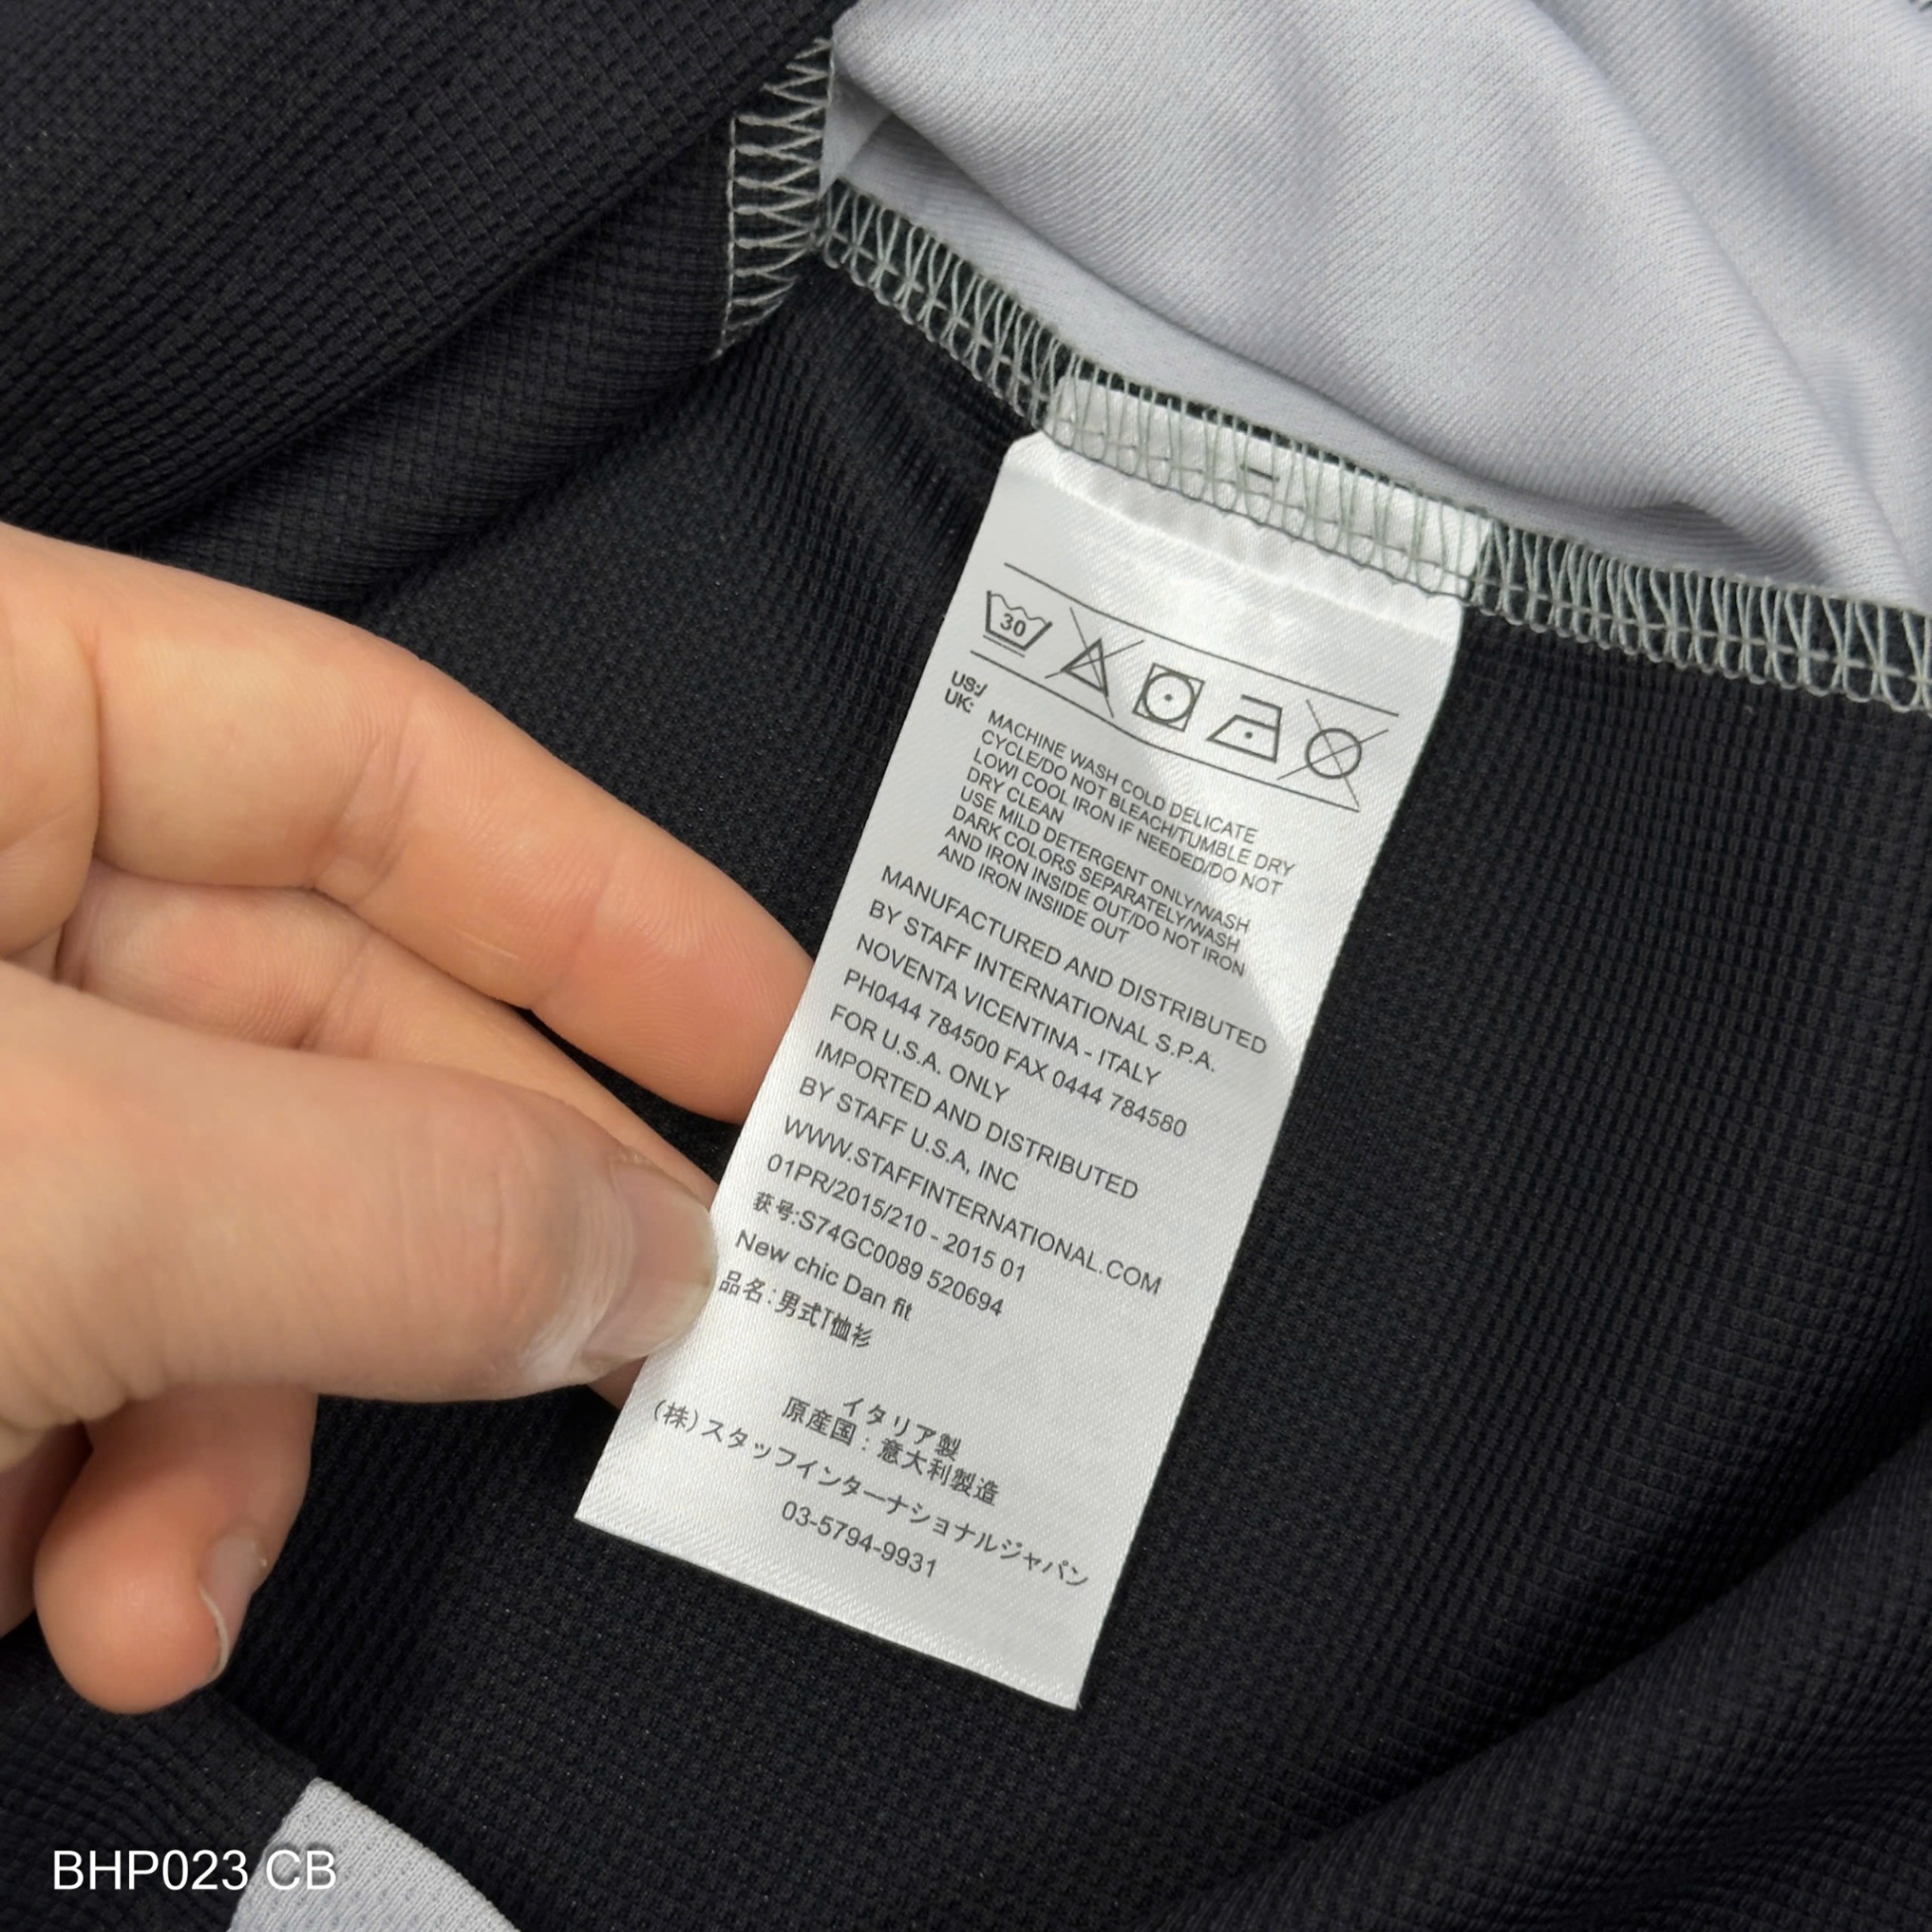 30
US:/
UK:
MACHINE WASH COLD DELICATE
CYCLE/DO NOT BLEACH/TUMBLE DRY
LOWI COOL IRON IF NEEDED/DO NOT
DRY CLEAN
USE MILD DETERGENT ONLY/WASH
DARK COLORS SEPARATELY/WASH
AND IRON INSIDE OUT/DO NOT IRON
AND IRON INSIIDE OUT
MANUFACTURED AND DISTRIBUTED
BY STAFF INTERNATIONAL S.P.A.
NOVENTA VICENTINA - ITALY
PH0444 784500 FAX 0444 784580
FOR U.S.A. ONLY
IMPORTED AND DISTRIBUTED
BY STAFF U.S.A, INC
WWW.STAFFINTERNATIONAL.COM
01PR/2015/210 - 2015 01
获号:S74GC0089 520694
New chic Dan fit
品名:男式T恤衫
イタリア製
原産国:意大利製造
(株)スタッフインターナショナルジャパン
03-5794-9931
BHP023 CB